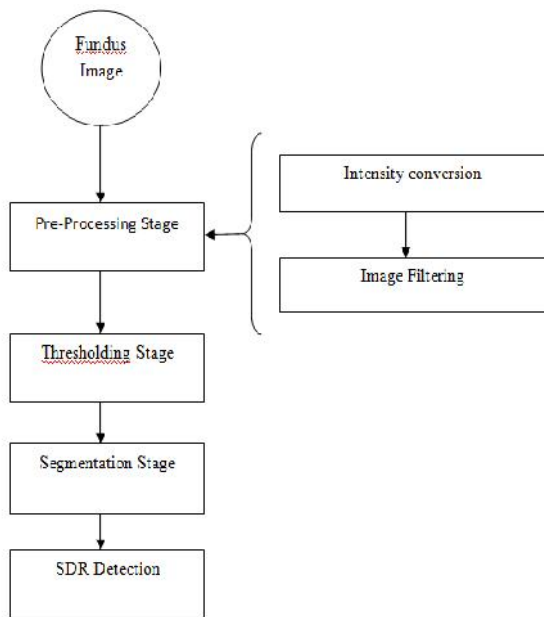 Fundus
Image
Pre-Processing Stage
Intensity conversion
Image Filtering
Thresholding Stage
Segmentation Stage
SDR Detection